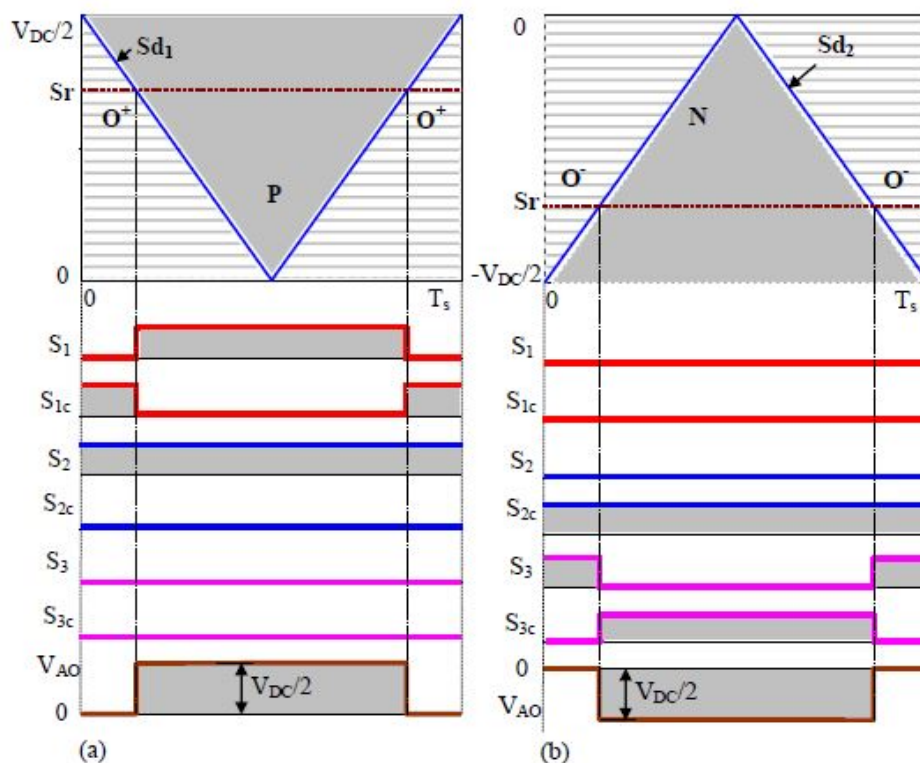 V_DC/2
Sd₁
Sr
O⁺ O⁺
P
0
0 T_s
S₁
S₁c
S₂
S₂c
S₃
S₃c
V_AO
V_DC/2
0
(a)
0
Sd₂
N
O⁻ O⁻
Sr
-V_DC/2
0 T_s
S₁
S₁c
S₂
S₂c
S₃
S₃c
0
V_DC/2
V_AO
(b)